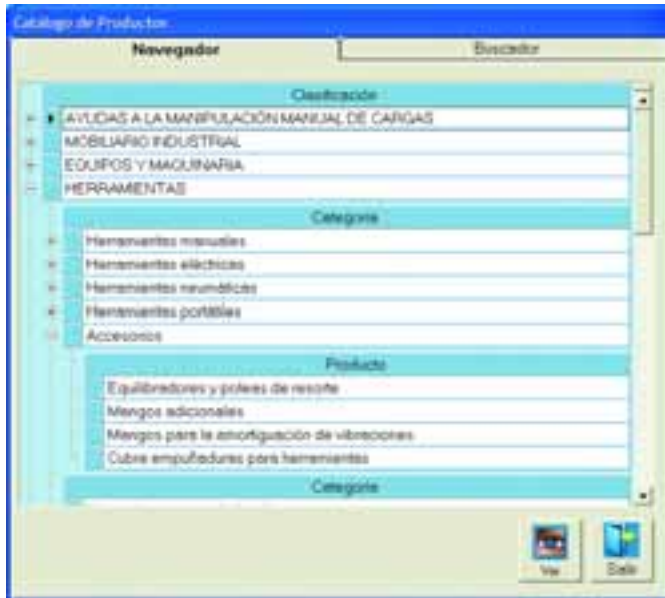 Catálogo de Productos
Navegador
Buscador
Clasificación
AYUDAS A LA MANIPULACIÓN MANUAL DE CARGAS
MOBILIARIO INDUSTRIAL
EQUIPOS Y MAQUINARIA
HERRAMIENTAS
Categoría
Herramientas manuales
Herramientas eléctricas
Herramientas neumáticas
Herramientas portátiles
Accesorios
Producto
Equilibradores y poleas de resorte
Mangos adicionales
Mangos para la amortiguación de vibraciones
Cubre empuñaduras para herramientas
Categoría
Ver
Salir